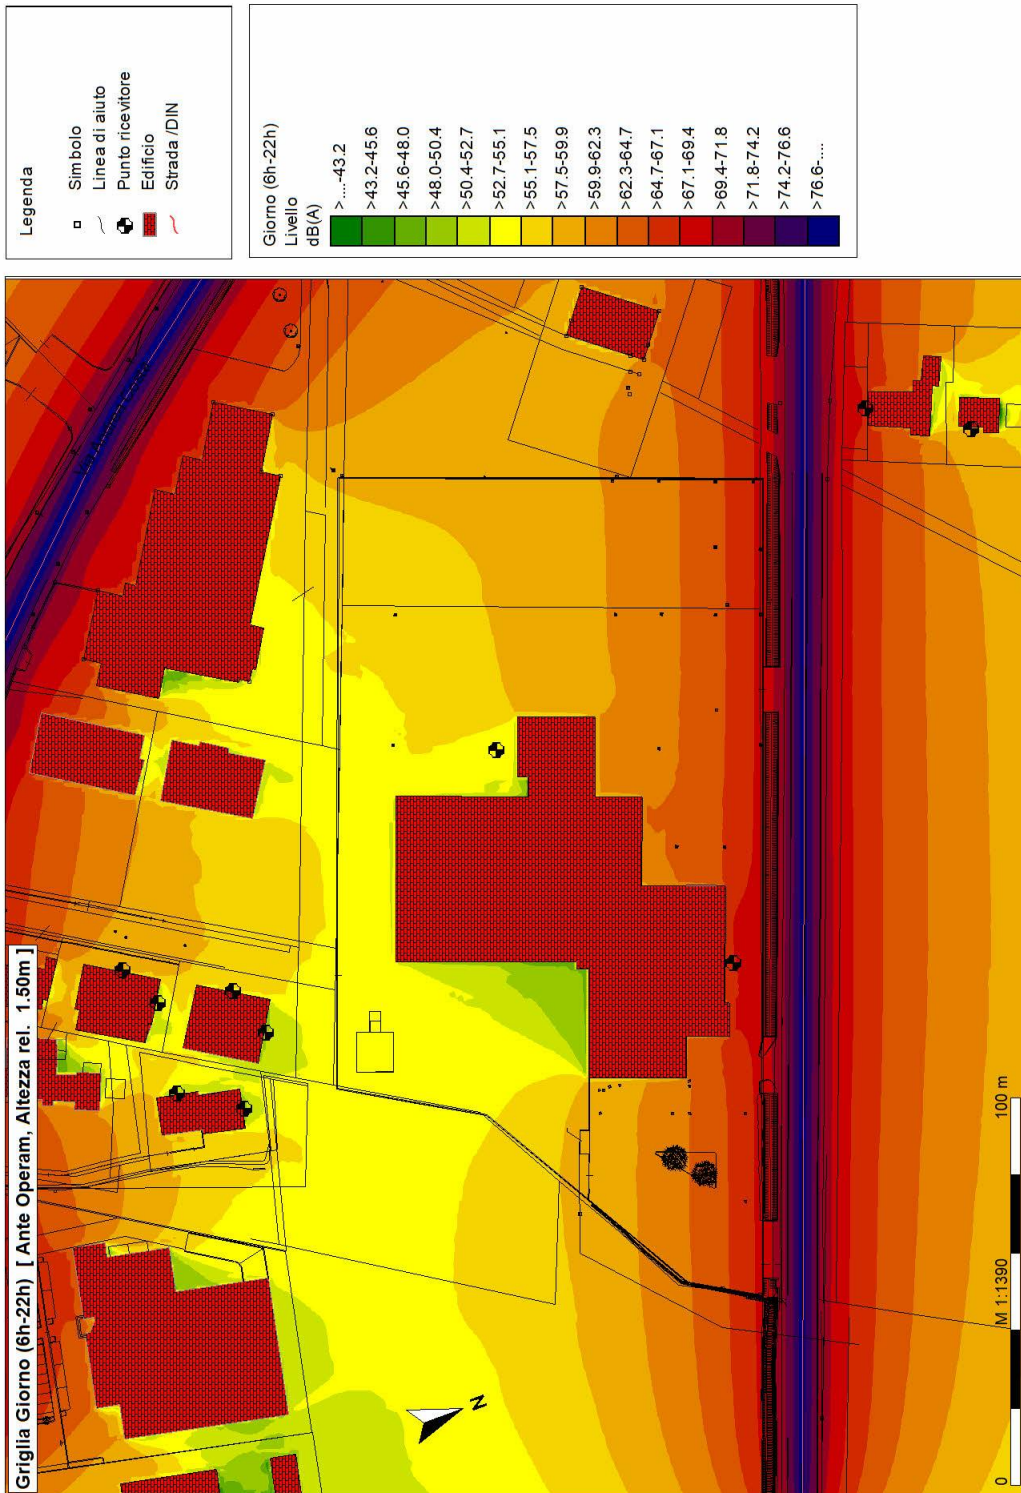 Legenda
Simbolo
Linea di aiuto
Punto ricevitore
Edificio
Strada /DIN
Giorno (6h-22h)
Livello
dB(A)
>....-43.2
>43.2-45.6
>45.6-48.0
>48.0-50.4
>50.4-52.7
>52.7-55.1
>55.1-57.5
>57.5-59.9
>59.9-62.3
>62.3-64.7
>64.7-67.1
>67.1-69.4
>69.4-71.8
>71.8-74.2
>74.2-76.6
>76.6-....
Griglia Giorno (6h-22h) [ Ante Operam, Altezza rel. 1.50m ]
N
0
M 1:1390
100 m